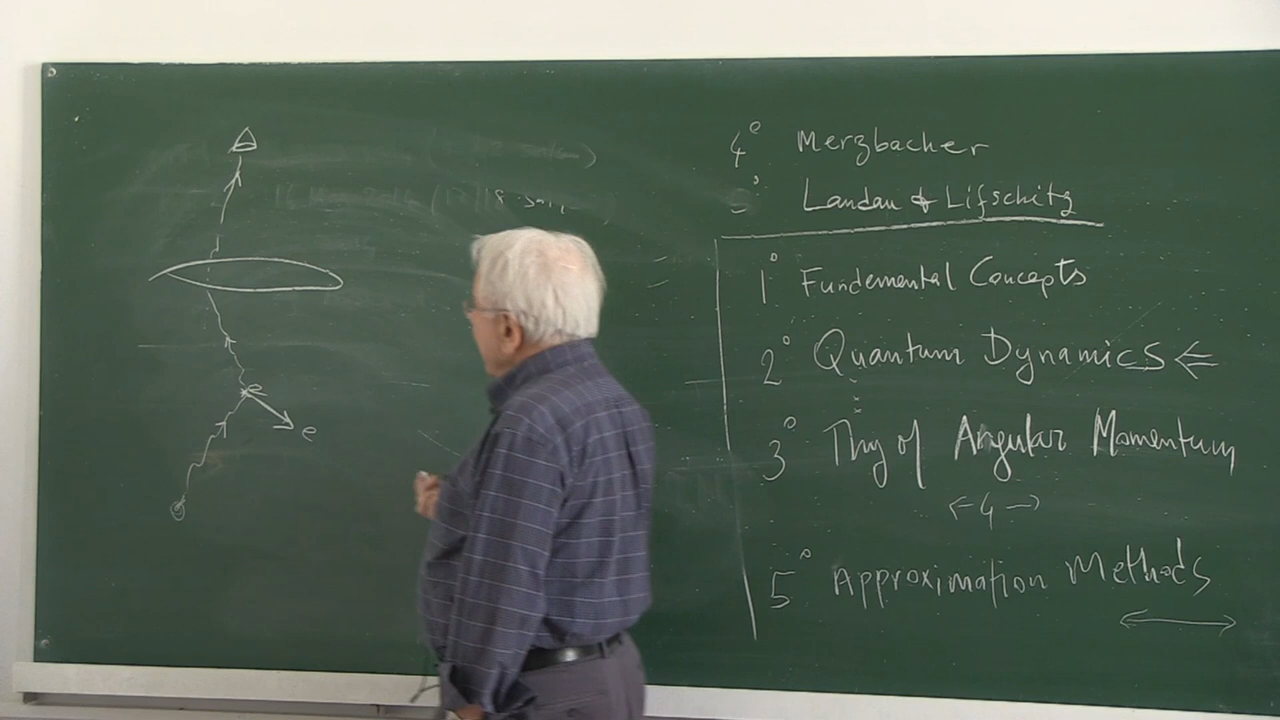 e
4° Merzbacher
Landau & Lifschitz
1° Fundemental Concepts
2° Quantum Dynamics ⇐
3° Thy of Angular Momentum
← 4 →
5° Approximation Methods